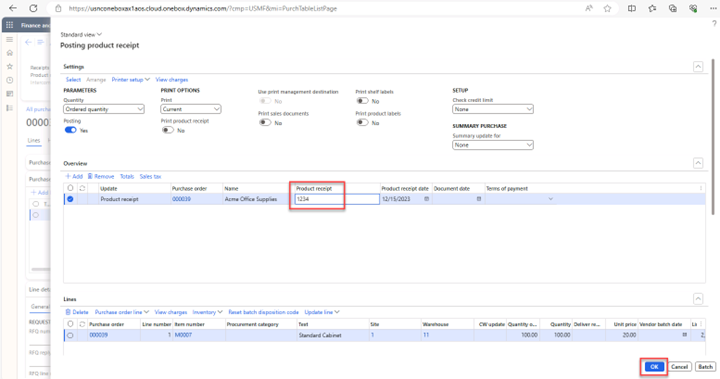 https://usnconeboxax1aos.cloud.onebox.dynamics.com/?cmp=USMF&mi=PurchTableListPage
Finance and
?
Standard view
Posting product receipt
Settings
Select Arrange Printer setup View charges
PARAMETERS PRINT OPTIONS Use print management destination Print shelf labels SETUP
Quantity Print No No Check credit limit
Ordered quantity Current Print sales documents Print product labels None
Posting Print product receipt No No SUMMARY PURCHASE
Yes No Summary update for
None
All purchase
0000
Lines
Overview
+ Add Remove Totals Sales tax
Update Purchase order Name Product receipt Product receipt date Document date Terms of payment
Product receipt 000039 Acme Office Supplies 1234 12/15/2023
Purchase
+ Add
Line deta
General
REQUEST
Lines
Delete Purchase order line View charges Inventory Reset batch disposition code Update line
Purchase order Line number Item number Procurement category Text Site Warehouse CW update Quantity o... Quantity Deliver re... Unit price Vendor batch date
000039 1 M0007 Standard Cabinet 1 11 100.00 100.00 20.00 2,
OK Cancel Batch